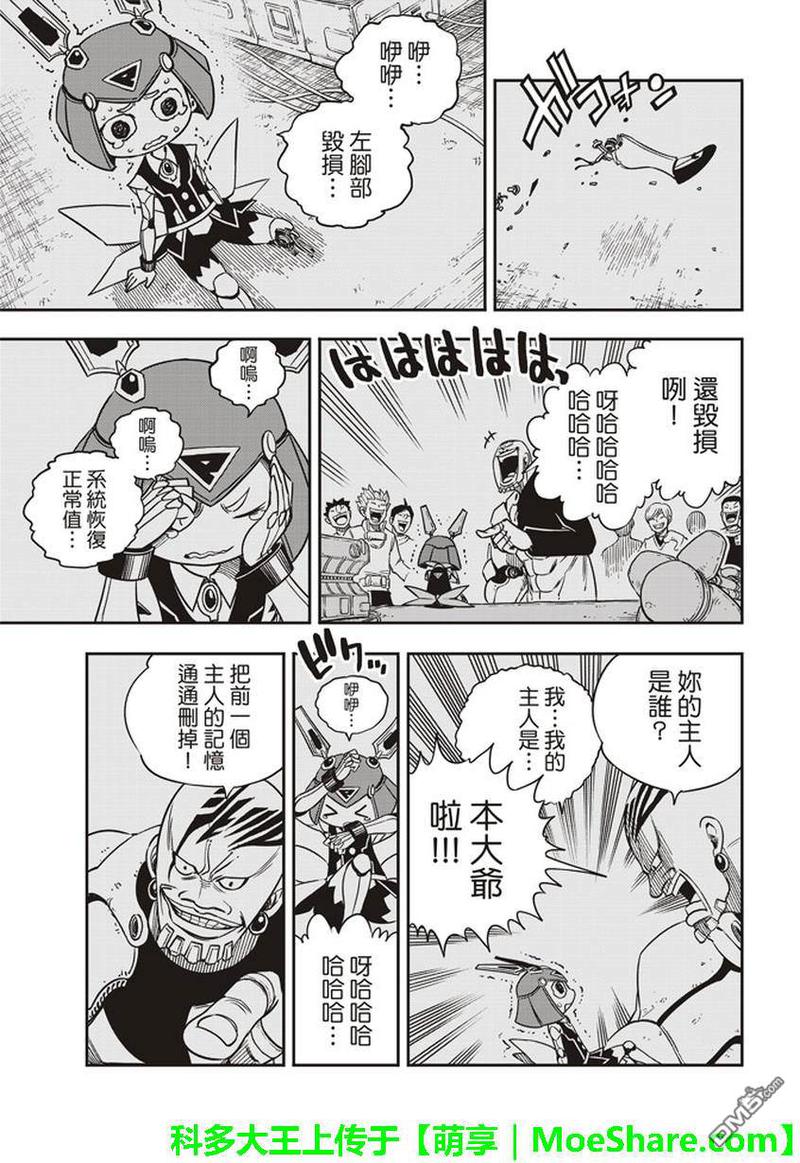 ガシャン
咿…
咿咿…
左腳部
毀損…
還毀損
咧！
呀哈哈哈哈
哈哈哈…
はははははっ
啊嗚…
啊嗚…
系統恢復
正常值…
妳的主人
是誰？
我…我的
主人是…
本大爺
啦!!!
ビクッ
咿咿…
呀哈哈哈
哈哈哈…
把前一個
主人的記憶
通通刪掉！
科多大王上传于【萌享｜MoeShare.com】
DM5.com